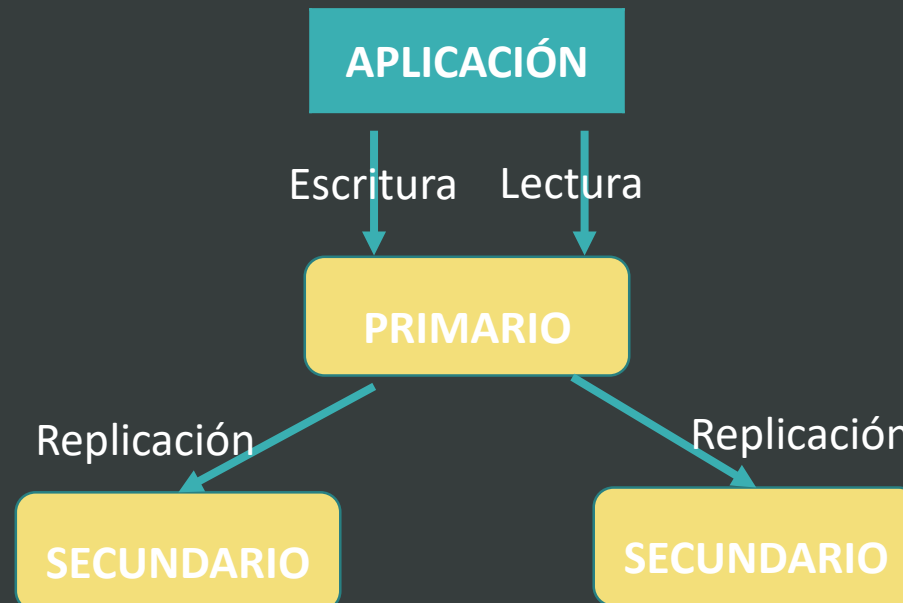 APLICACIÓN
Escritura Lectura
PRIMARIO
Replicación Replicación
SECUNDARIO SECUNDARIO